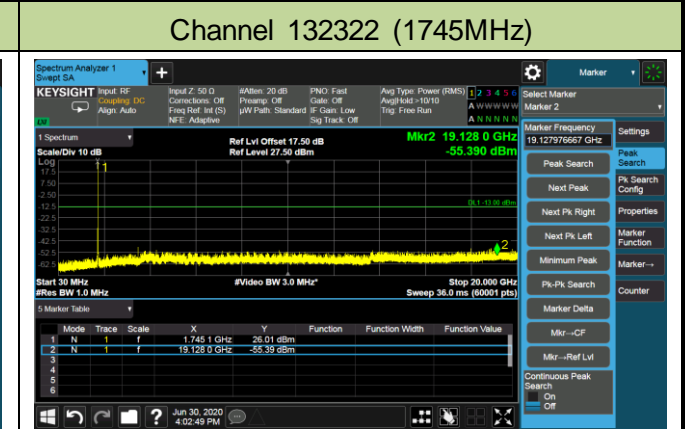 Channel 132322 (1745MHz)
Spectrum Analyzer 1
Swept SA
Marker
KEYSIGHT Input: RF Input Z: 50 Ω #Atten: 20 dB PNO: Fast Avg Type: Power (RMS) 1 2 3 4 5 6
Coupling: DC Corrections: Off Preamp: Off Gate: Off Avg|Hold:>10/10 A W W W W W
Align: Auto Freq Ref: Int (S) µW Path: Standard IF Gain: Low Trig: Free Run
NFE: Adaptive Sig Track: Off A N N N N N
Select Marker
Marker 2
Marker Frequency
19.127976667 GHz
Settings
1 Spectrum Ref Lvl Offset 17.50 dB Mkr2 19.128 0 GHz
Scale/Div 10 dB Ref Level 27.50 dBm -55.390 dBm
Log
17.5
7.50
-2.50
-12.5
-22.5
-32.5
-42.5
-52.5
-62.5
1
DL1 -13.00 dBm
2
Start 30 MHz #Video BW 3.0 MHz* Stop 20.000 GHz
#Res BW 1.0 MHz Sweep 36.0 ms (60001 pts)
Peak Search
Next Peak
Next Pk Right
Next Pk Left
Minimum Peak
Pk-Pk Search
Marker Delta
Mkr→CF
Mkr→Ref Lvl
Continuous Peak
Search
On
Off
Peak
Search
Pk Search
Config
Properties
Marker
Function
Marker→
Counter
5 Marker Table
Mode Trace Scale X Y Function Function Width Function Value
1 N 1 f 1.745 1 GHz 26.01 dBm
2 N 1 f 19.128 0 GHz -55.39 dBm
3
4
5
6
Jun 30, 2020
4:02:49 PM